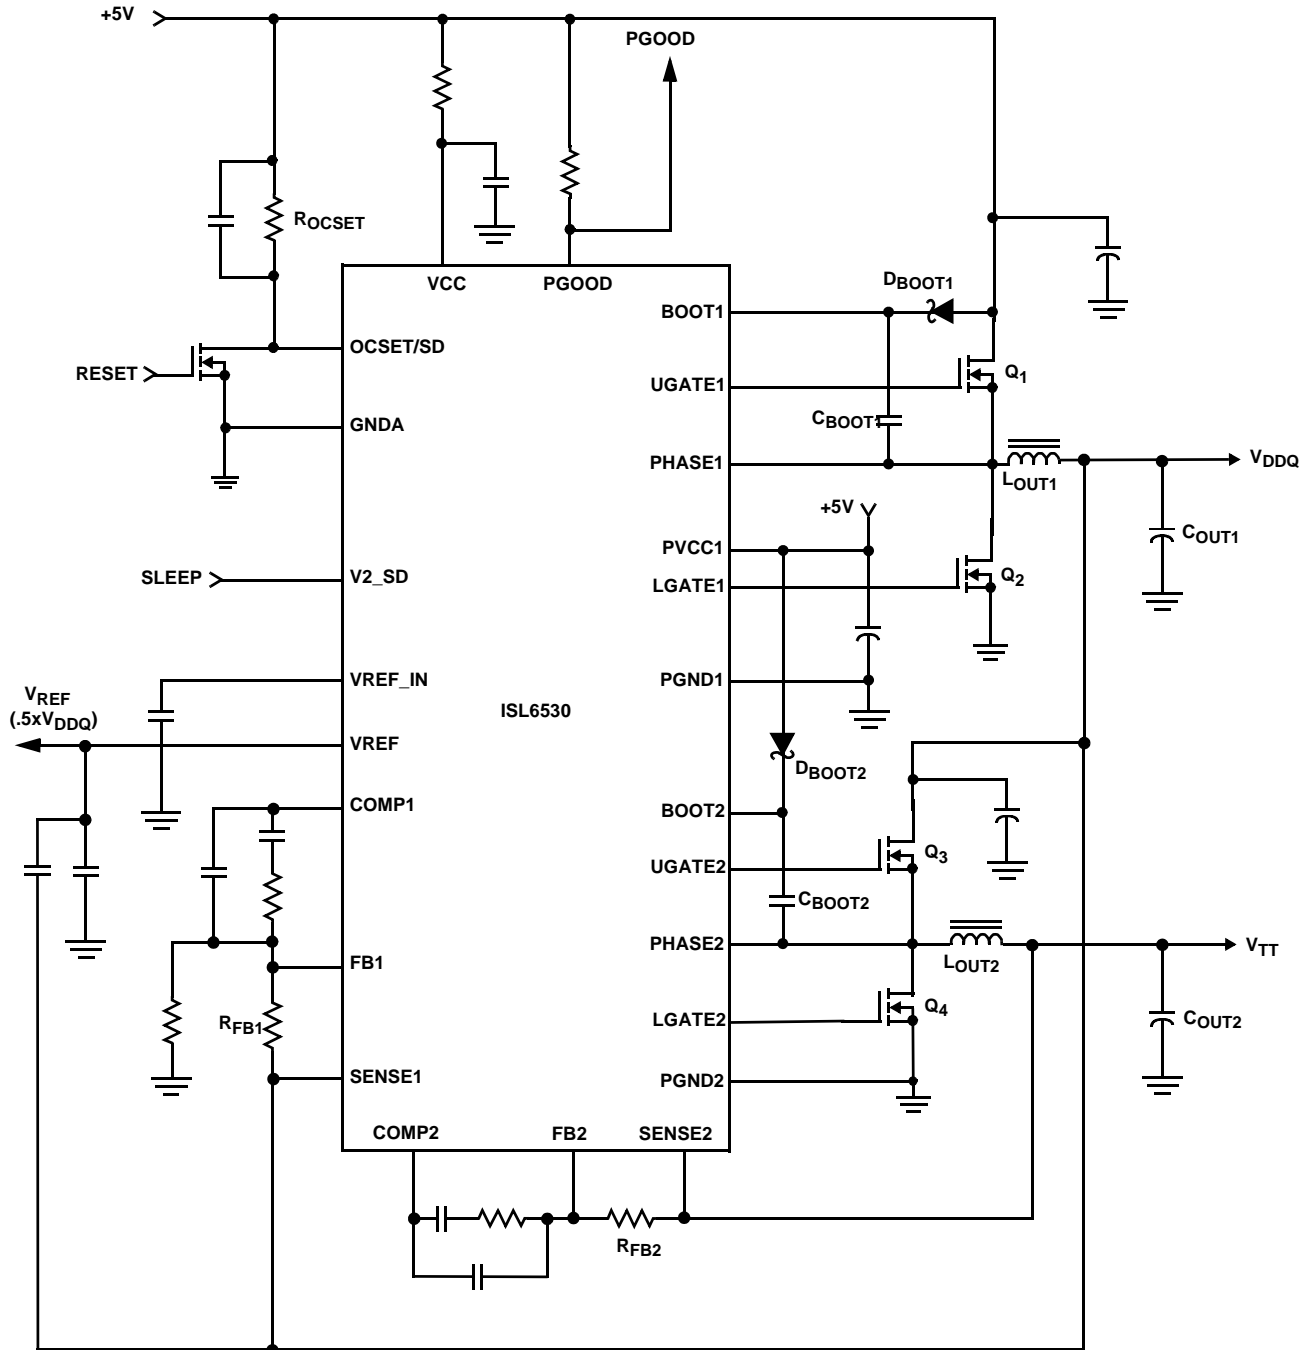 +5V
PGOOD
ROCSET
VCC
PGOOD
DBOOT1
BOOT1
OCSET/SD
RESET
UGATE1
Q1
CBOOT1
GNDA
PHASE1
VDDQ
LOUT1
+5V
COUT1
PVCC1
SLEEP
V2_SD
LGATE1
Q2
VREF_IN
PGND1
VREF
(.5xVDDQ)
ISL6530
VREF
DBOOT2
COMP1
BOOT2
Q3
UGATE2
CBOOT2
PHASE2
VTT
FB1
LOUT2
Q4
RFB1
LGATE2
COUT2
SENSE1
PGND2
COMP2
FB2
SENSE2
RFB2